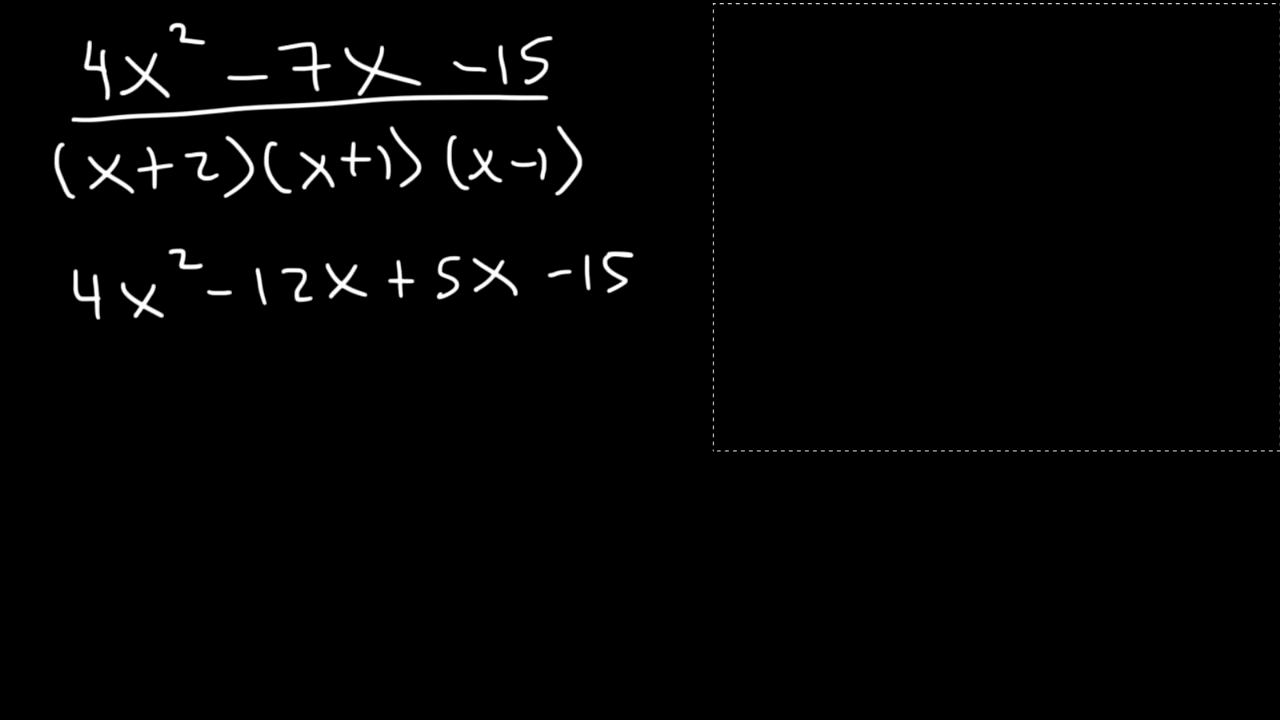 4x² - 7x - 15
(x+2)(x+1)(x-1)
4x² - 12x + 5x - 15